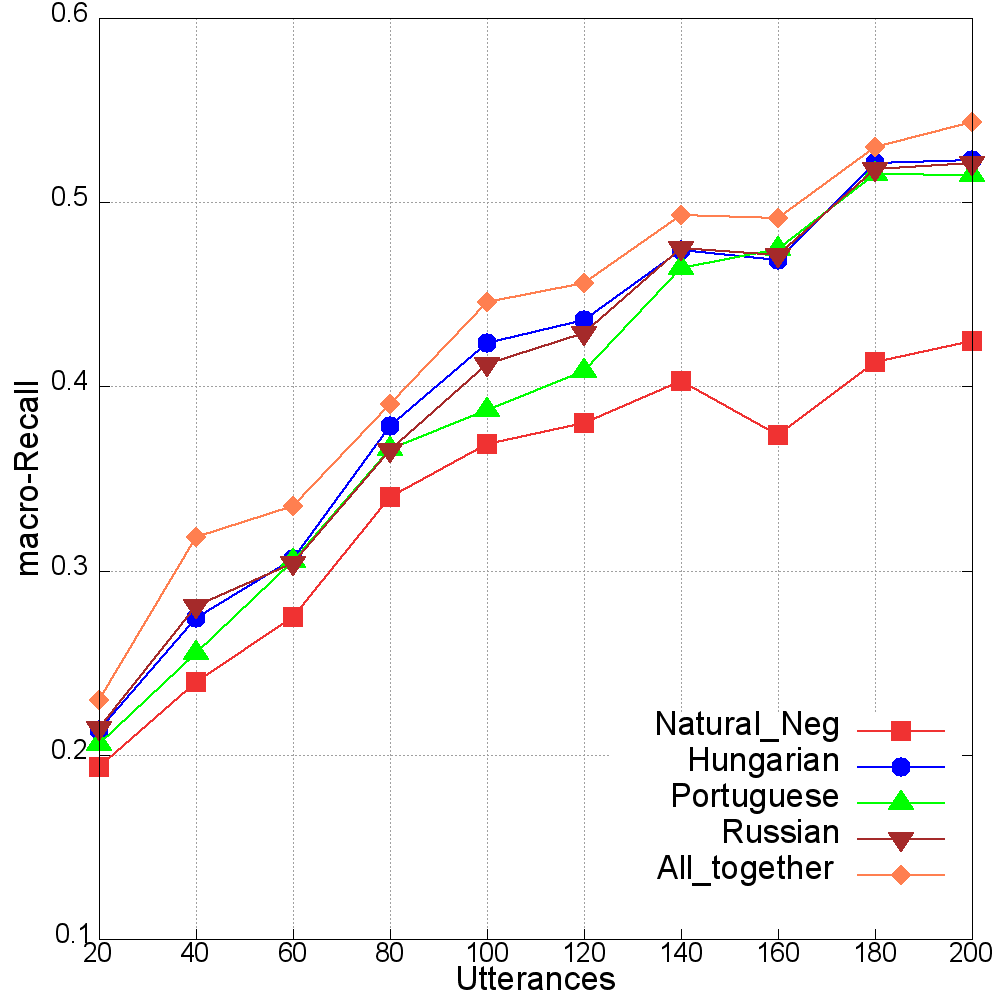 0.6
0.5
0.4
0.3
0.2
0.1
macro-Recall
Natural_Neg
Hungarian
Portuguese
Russian
All_together
20 40 60 80 100 120 140 160 180 200
Utterances